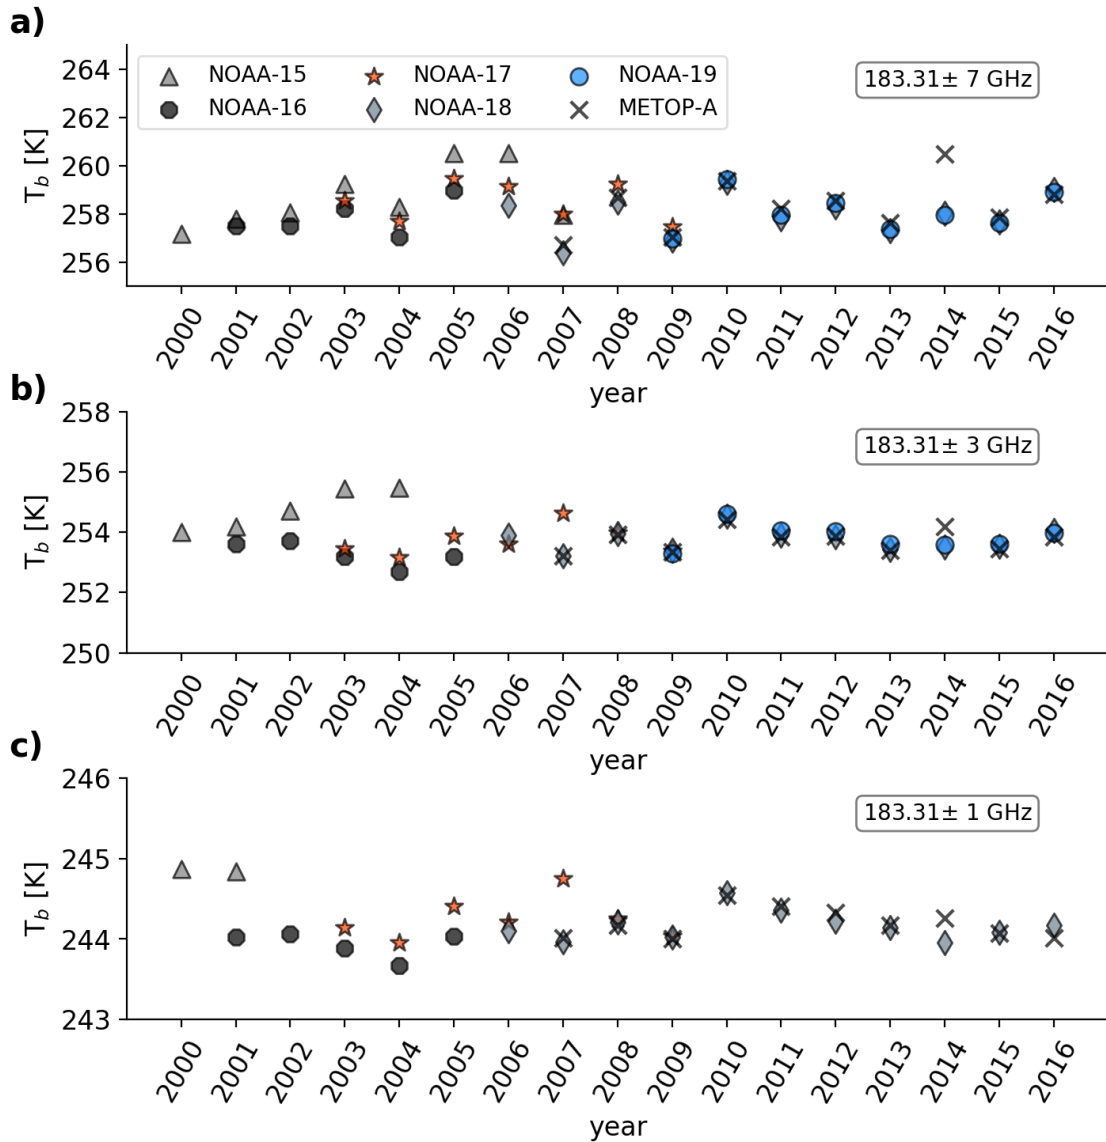 a)
264
262
260
258
256
T_b [K]
NOAA-15 NOAA-17 NOAA-19
NOAA-16 NOAA-18 METOP-A
183.31± 7 GHz
2000 2001 2002 2003 2004 2005 2006 2007 2008 2009 2010 2011 2012 2013 2014 2015 2016
year
b)
258
256
254
252
250
T_b [K]
183.31± 3 GHz
2000 2001 2002 2003 2004 2005 2006 2007 2008 2009 2010 2011 2012 2013 2014 2015 2016
year
c)
246
245
244
243
T_b [K]
183.31± 1 GHz
2000 2001 2002 2003 2004 2005 2006 2007 2008 2009 2010 2011 2012 2013 2014 2015 2016
year